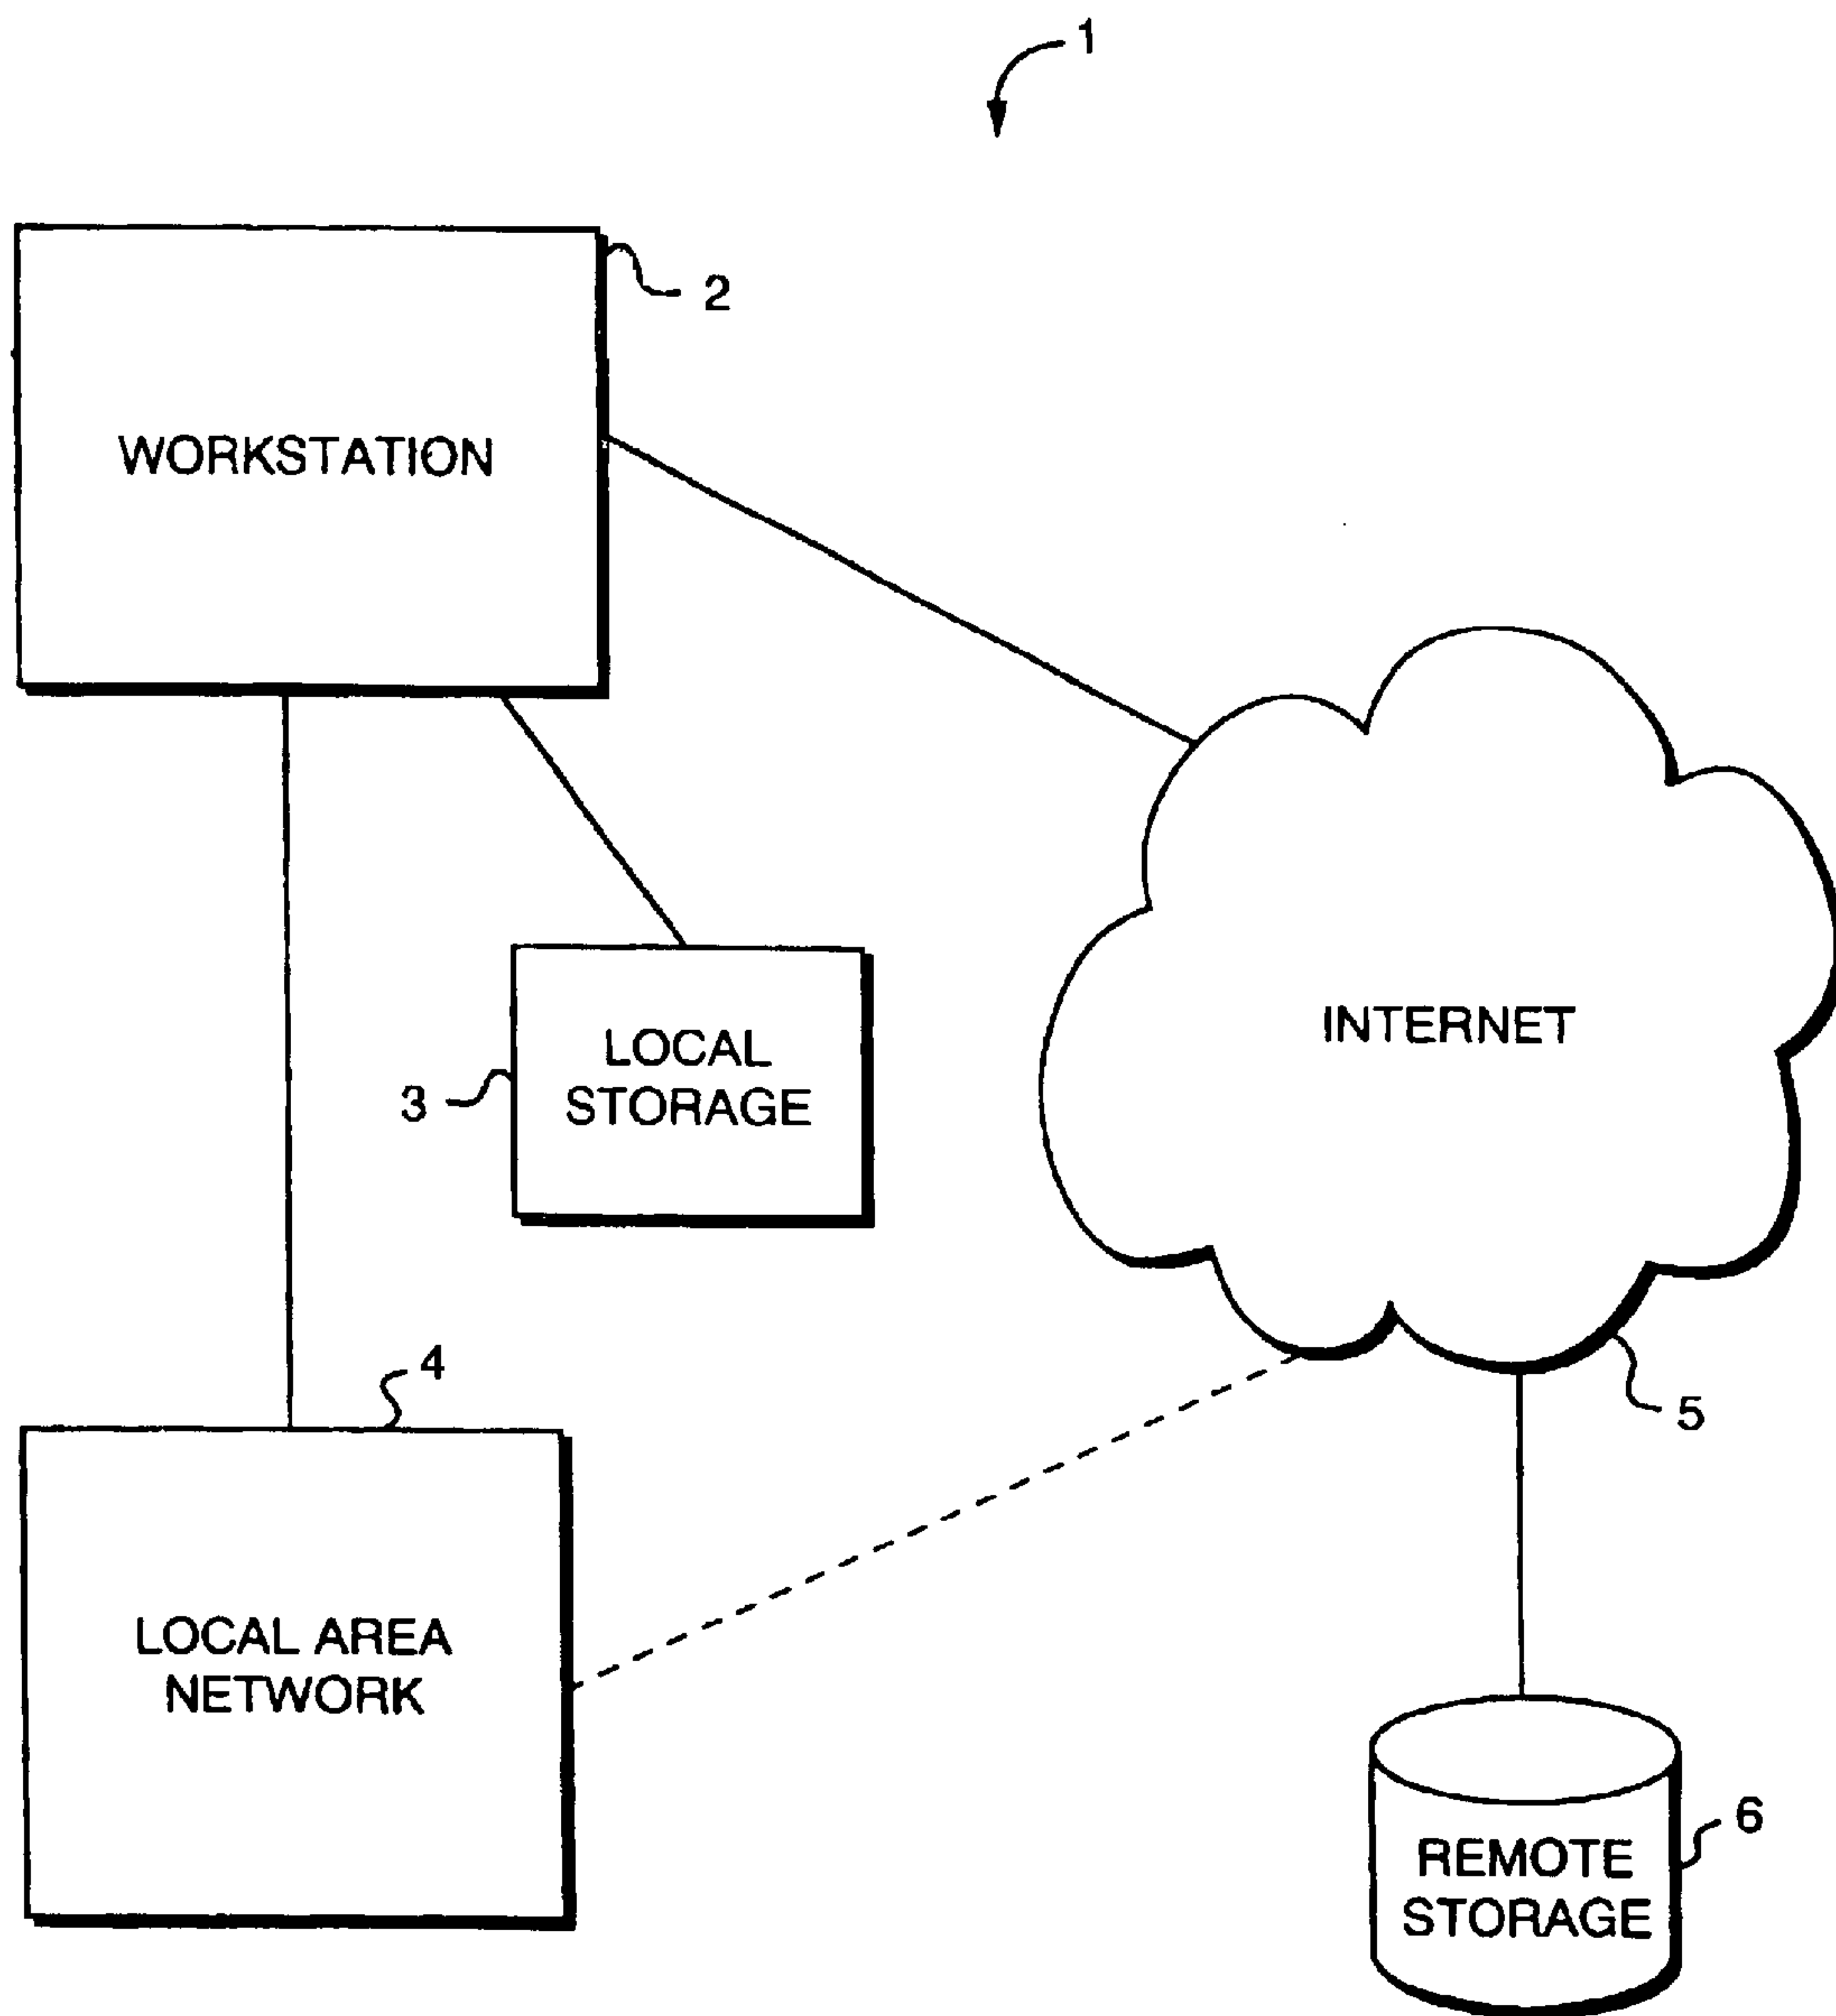 1
2
WORKSTATION
INTERNET
LOCAL
STORAGE
3
4
5
LOCAL AREA
NETWORK
6
REMOTE
STORAGE